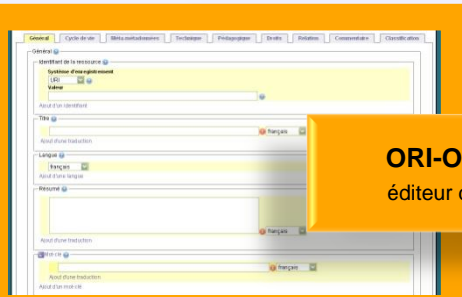 Général Cycle de vie Méta-métadonnées Technique Pédagogique Droits Relation Commentaire Classification
Général
Identifiant de la ressource
Système d'enregistrement
URI
Valeur
Ajout d'un identifiant
Titre
français
Ajout d'une traduction
Langue
français
Ajout d'une langue
Résumé
français
Ajout d'une traduction
Mot-clé
français
Ajout d'une traduction
Ajout d'un mot-clé
ORI-O
éditeur